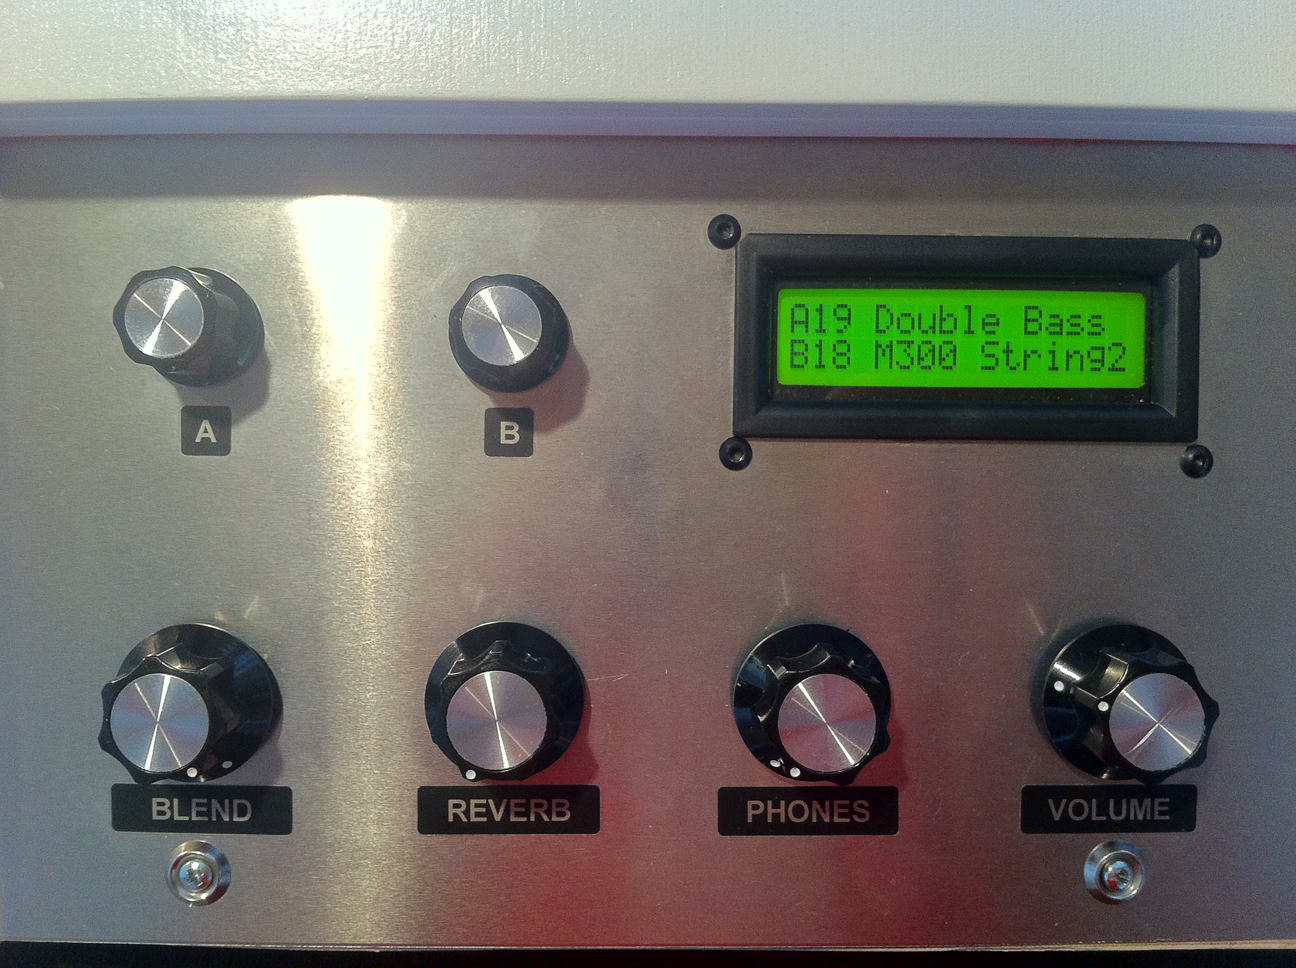 A19 Double Bass
B18 M300 String2
A
B
BLEND
REVERB
PHONES
VOLUME